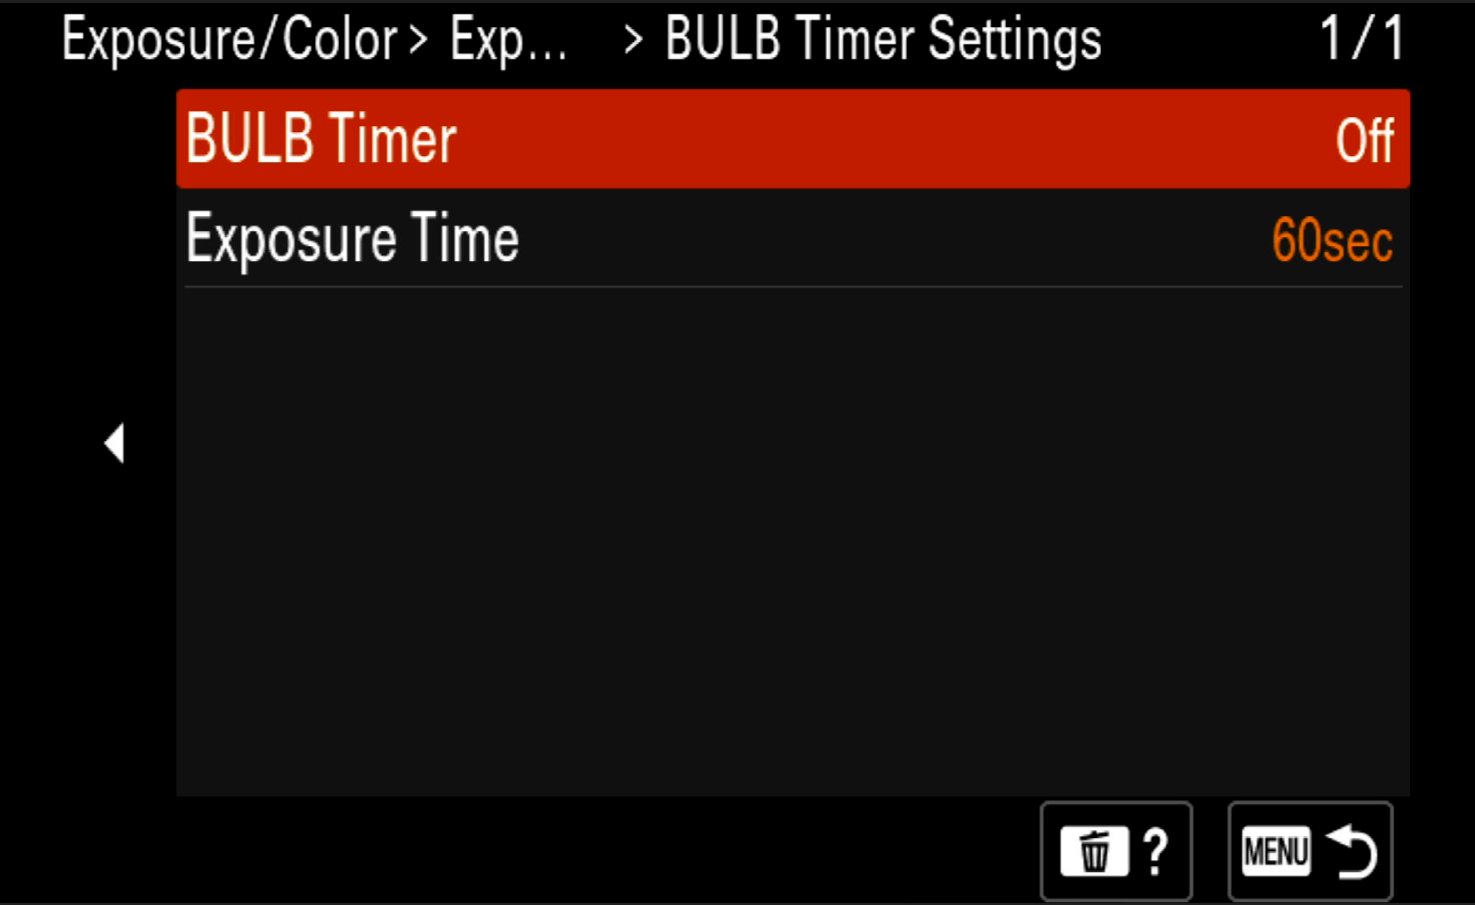 Exposure/Color > Exp... > BULB Timer Settings 1/1
BULB Timer Off
Exposure Time 60sec
? MENU